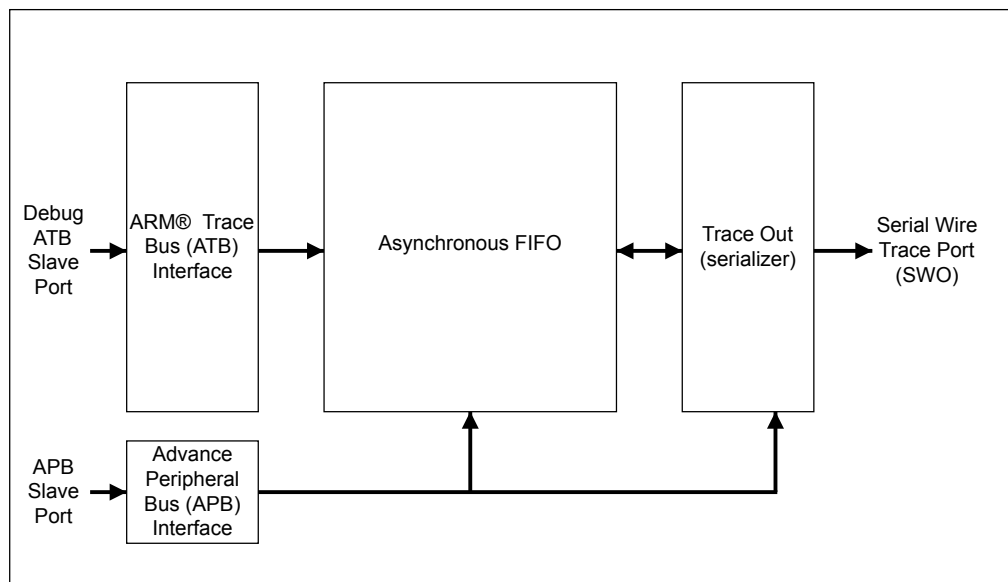 Debug
ATB
Slave
Port
ARM® Trace
Bus (ATB)
Interface
Asynchronous FIFO
Trace Out
(serializer)
Serial Wire
Trace Port
(SWO)
APB
Slave
Port
Advance
Peripheral
Bus (APB)
Interface